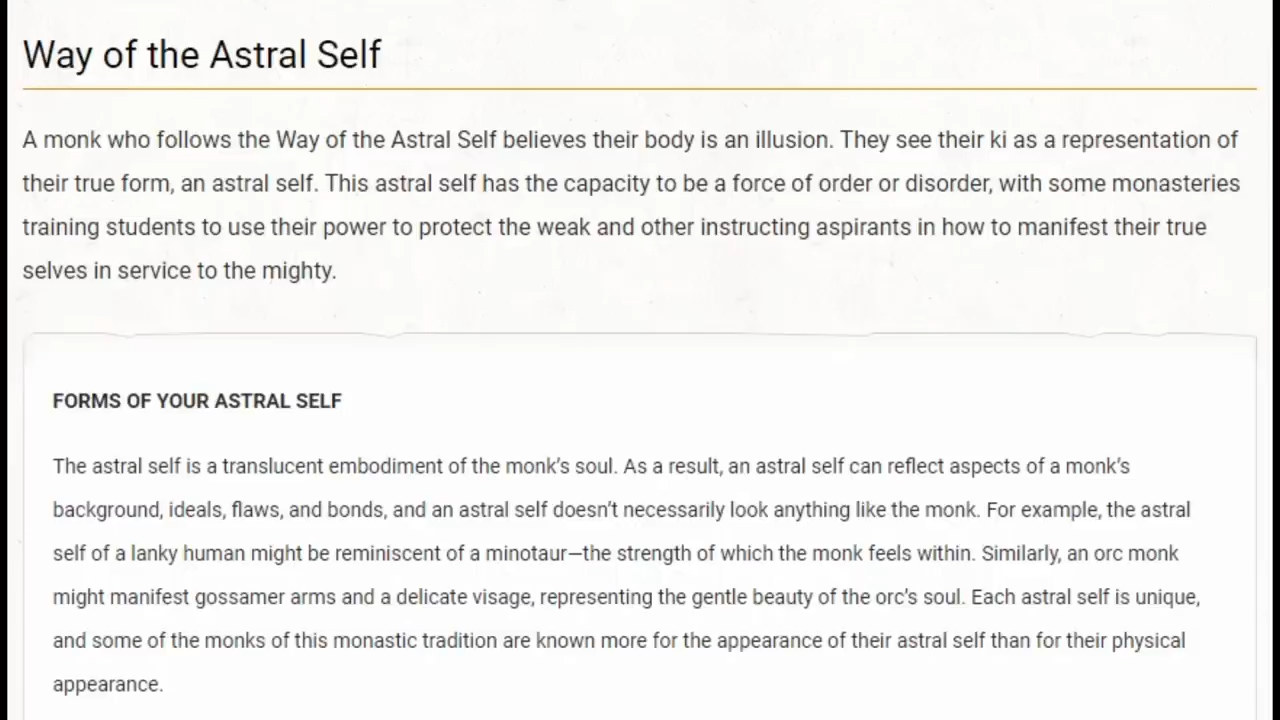 Way of the Astral Self
A monk who follows the Way of the Astral Self believes their body is an illusion. They see their ki as a representation of
their true form, an astral self. This astral self has the capacity to be a force of order or disorder, with some monasteries
training students to use their power to protect the weak and other instructing aspirants in how to manifest their true
selves in service to the mighty.
FORMS OF YOUR ASTRAL SELF
The astral self is a translucent embodiment of the monk’s soul. As a result, an astral self can reflect aspects of a monk’s
background, ideals, flaws, and bonds, and an astral self doesn’t necessarily look anything like the monk. For example, the astral
self of a lanky human might be reminiscent of a minotaur—the strength of which the monk feels within. Similarly, an orc monk
might manifest gossamer arms and a delicate visage, representing the gentle beauty of the orc’s soul. Each astral self is unique,
and some of the monks of this monastic tradition are known more for the appearance of their astral self than for their physical
appearance.